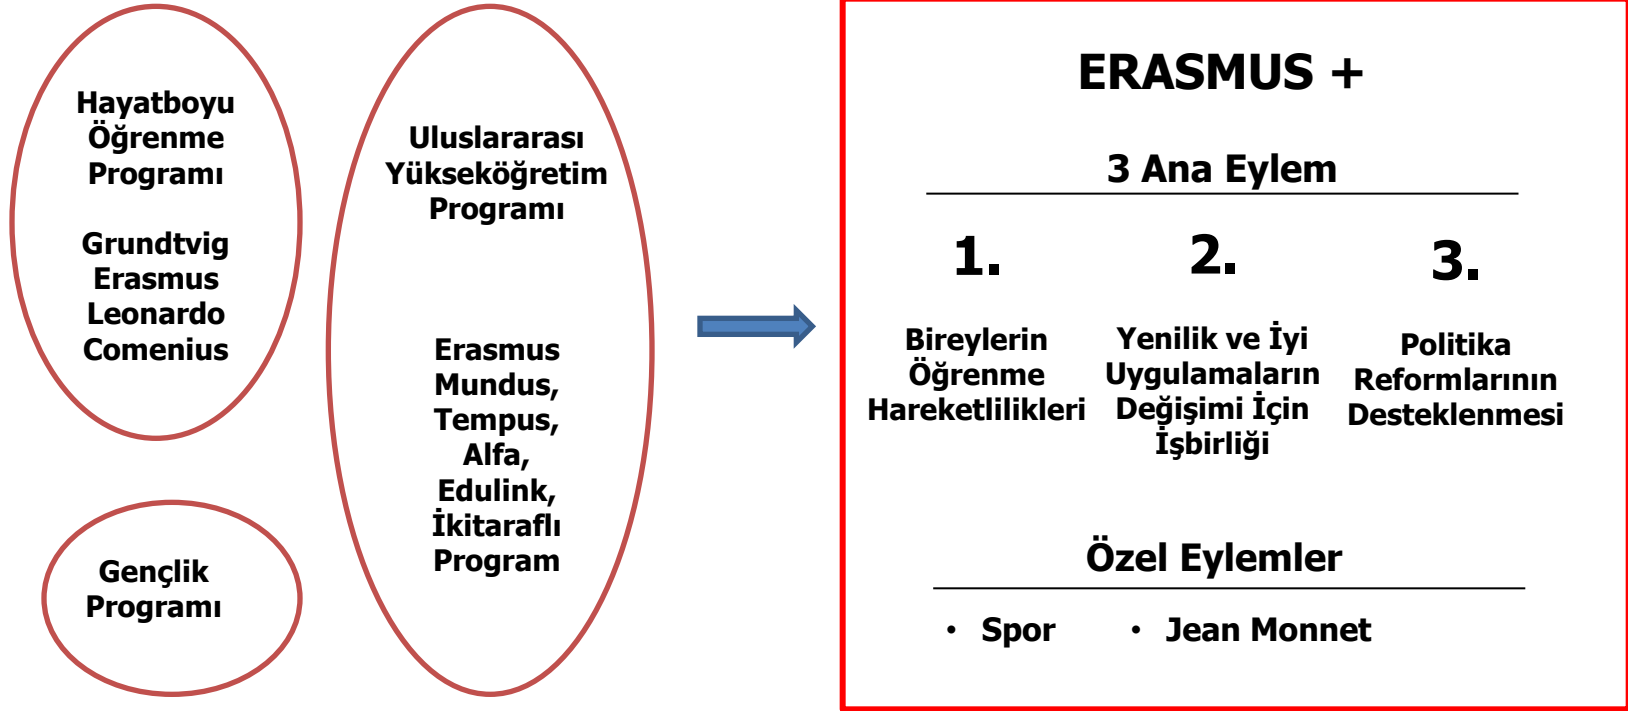 Hayatboyu
Öğrenme
Programı
Grundtvig
Erasmus
Leonardo
Comenius
Gençlik
Programı
Uluslararası
Yükseköğretim
Programı
Erasmus
Mundus,
Tempus,
Alfa,
Edulink,
İkitaraflı
Program
ERASMUS +
3 Ana Eylem
1.
Bireylerin
Öğrenme
Hareketlilikleri
2.
Yenilik ve İyi
Uygulamaların
Değişimi İçin
İşbirliği
3.
Politika
Reformlarının
Desteklenmesi
Özel Eylemler
• Spor
• Jean Monnet